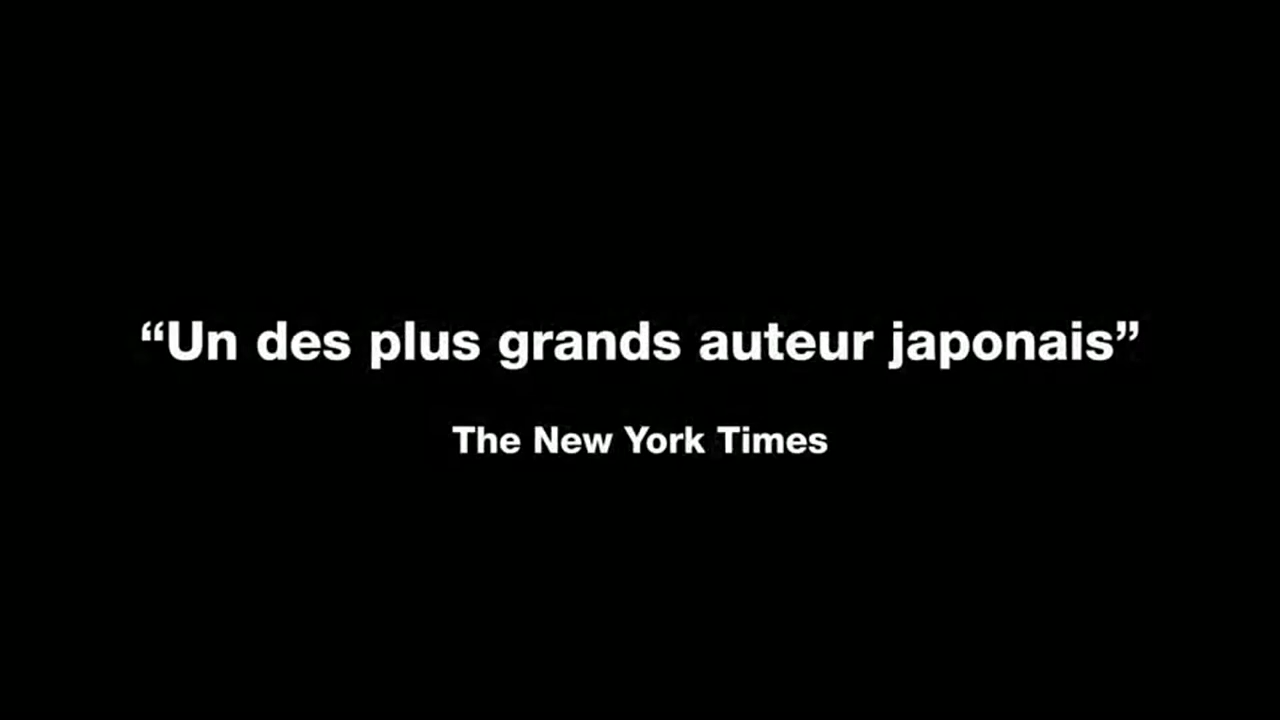 “Un des plus grands auteur japonais”
The New York Times